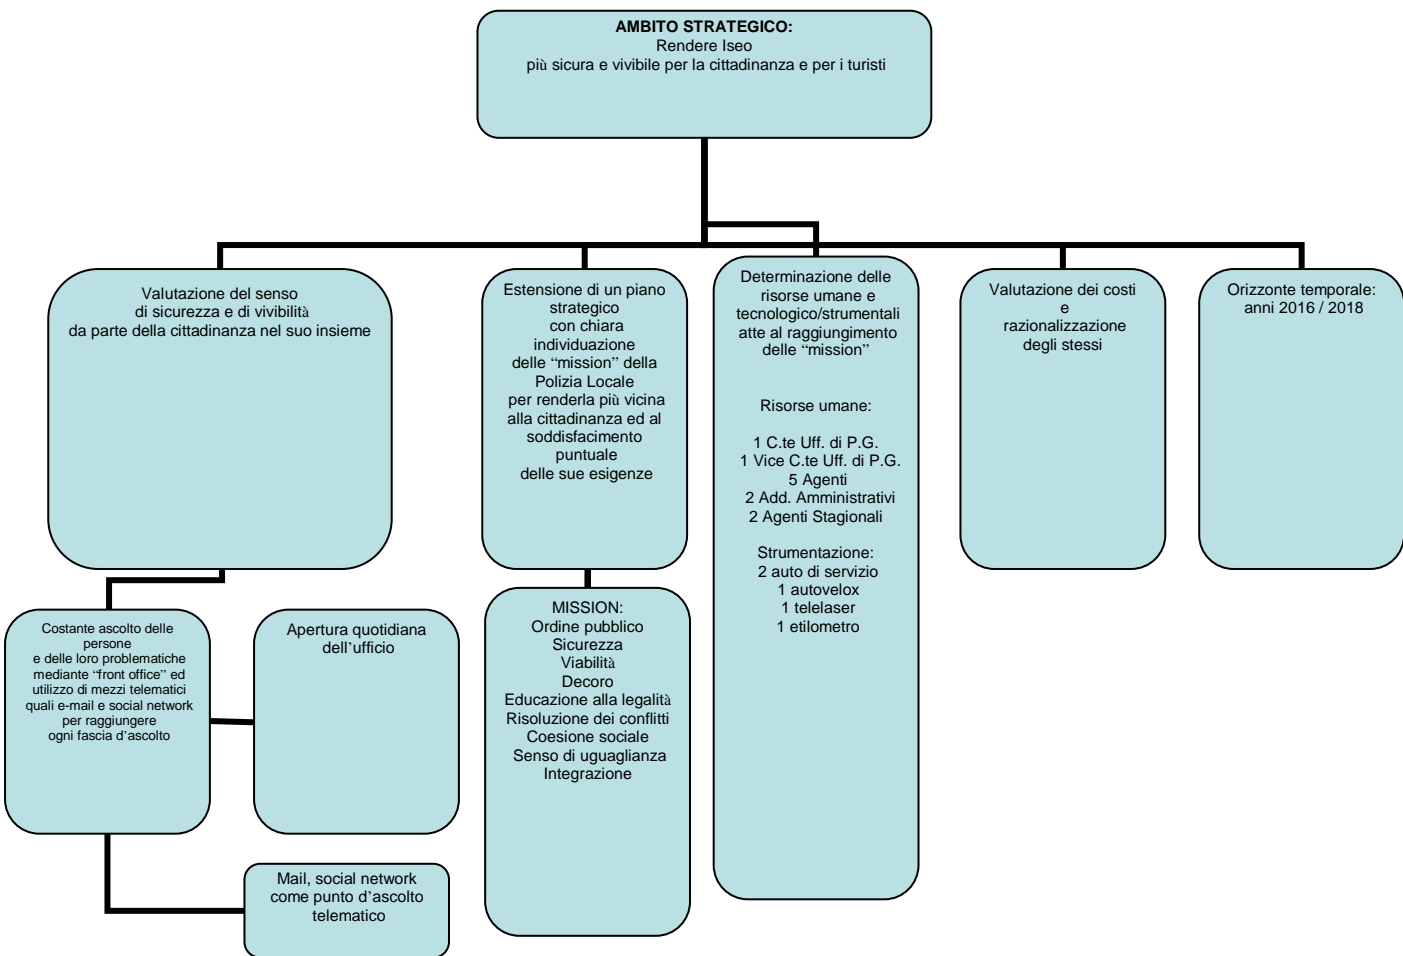 AMBITO STRATEGICO:
Rendere Iseo
più sicura e vivibile per la cittadinanza e per i turisti
Valutazione del senso
di sicurezza e di vivibilità
da parte della cittadinanza nel suo insieme
Estensione di un piano
strategico
con chiara
individuazione
delle “mission” della
Polizia Locale
per renderla più vicina
alla cittadinanza ed al
soddisfacimento
puntuale
delle sue esigenze
Determinazione delle
risorse umane e
tecnologico/strumentali
atte al raggiungimento
delle “mission”
Risorse umane:
1 C.te Uff. di P.G.
1 Vice C.te Uff. di P.G.
5 Agenti
2 Add. Amministrativi
2 Agenti Stagionali
Strumentazione:
2 auto di servizio
1 autovelox
1 telelaser
1 etilometro
Valutazione dei costi
e
razionalizzazione
degli stessi
Orizzonte temporale:
anni 2016 / 2018
Costante ascolto delle
persone
e delle loro problematiche
mediante “front office” ed
utilizzo di mezzi telematici
quali e-mail e social network
per raggiungere
ogni fascia d’ascolto
Apertura quotidiana
dell’ufficio
MISSION:
Ordine pubblico
Sicurezza
Viabilità
Decoro
Educazione alla legalità
Risoluzione dei conflitti
Coesione sociale
Senso di uguaglianza
Integrazione
Mail, social network
come punto d’ascolto
telematico